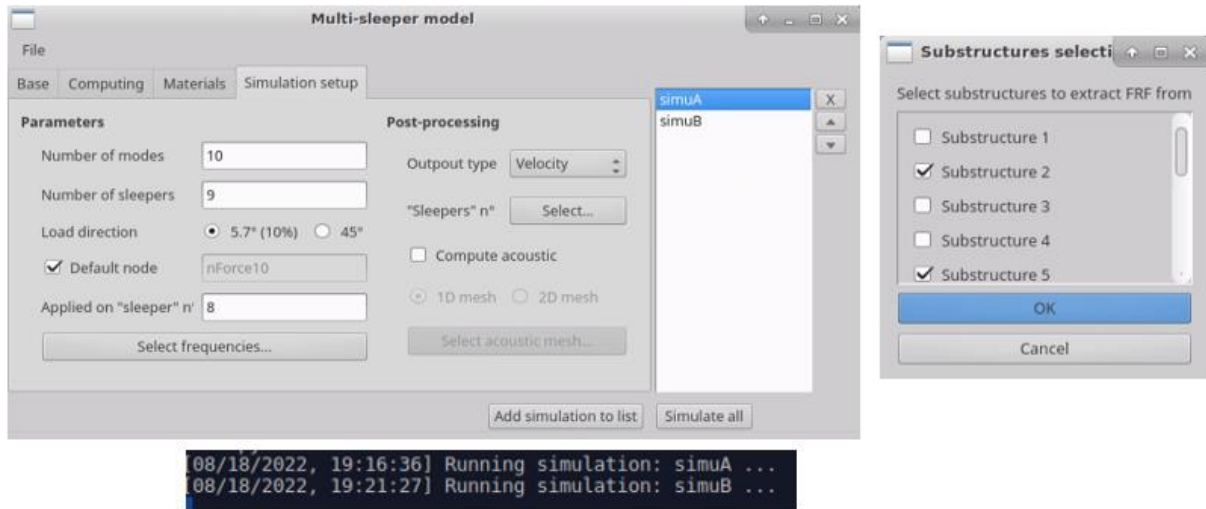 Multi-sleeper model
File
Base Computing Materials Simulation setup
Parameters
Number of modes 10
Number of sleepers 9
Load direction 5.7° (10%) 45°
Default node nForce10
Applied on "sleeper" n° 8
Select frequencies...
Post-processing
Outpout type Velocity
"Sleepers" n° Select...
Compute acoustic
1D mesh 2D mesh
Select acoustic mesh...
simuA
simuB
X
Add simulation to list Simulate all
Substructures selecti
Select substructures to extract FRF from
Substructure 1
Substructure 2
Substructure 3
Substructure 4
Substructure 5
OK
Cancel
[08/18/2022, 19:16:36] Running simulation: simuA ...
[08/18/2022, 19:21:27] Running simulation: simuB ...